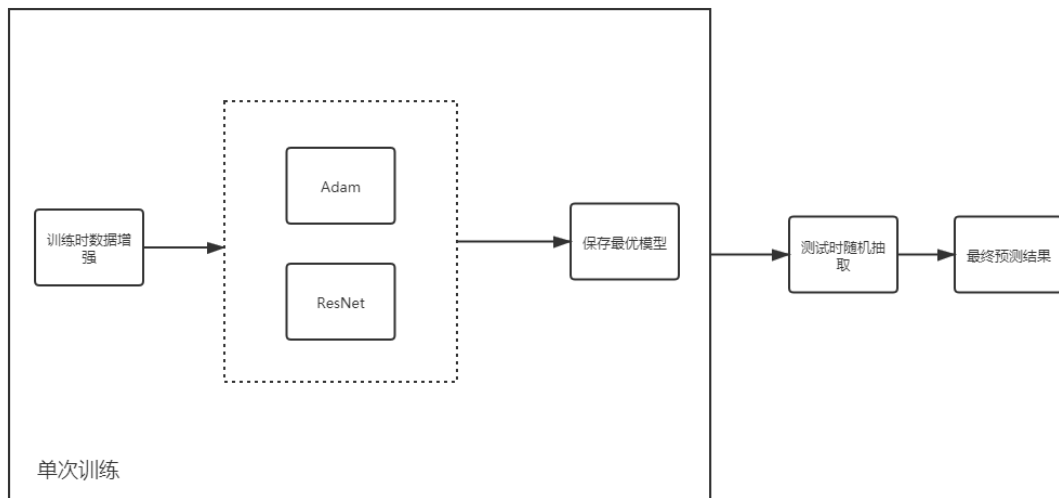 Adam
训练时数据增
强
保存最优模型
测试时随机抽
取
最终预测结果
ResNet
单次训练